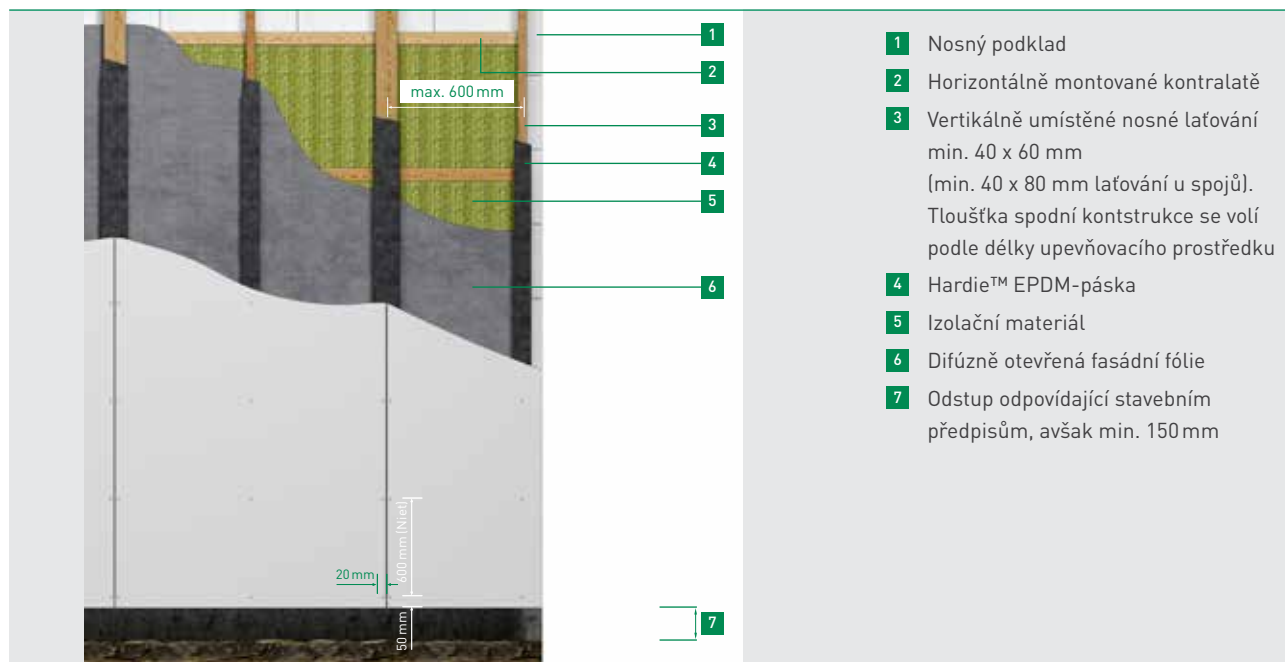 max. 600 mm
1
2
3
4
5
6
7
600 mm (Niet)
20 mm
50 mm
1 Nosný podklad
2 Horizontálně montované kontralatě
3 Vertikálně umístěné nosné laťování
min. 40 x 60 mm
(min. 40 x 80 mm laťování u spojů).
Tloušťka spodní kontstrukce se volí
podle délky upevňovacího prostředku
4 Hardie™ EPDM-páska
5 Izolační materiál
6 Difúzně otevřená fasádní fólie
7 Odstup odpovídající stavebním
předpisům, avšak min. 150 mm